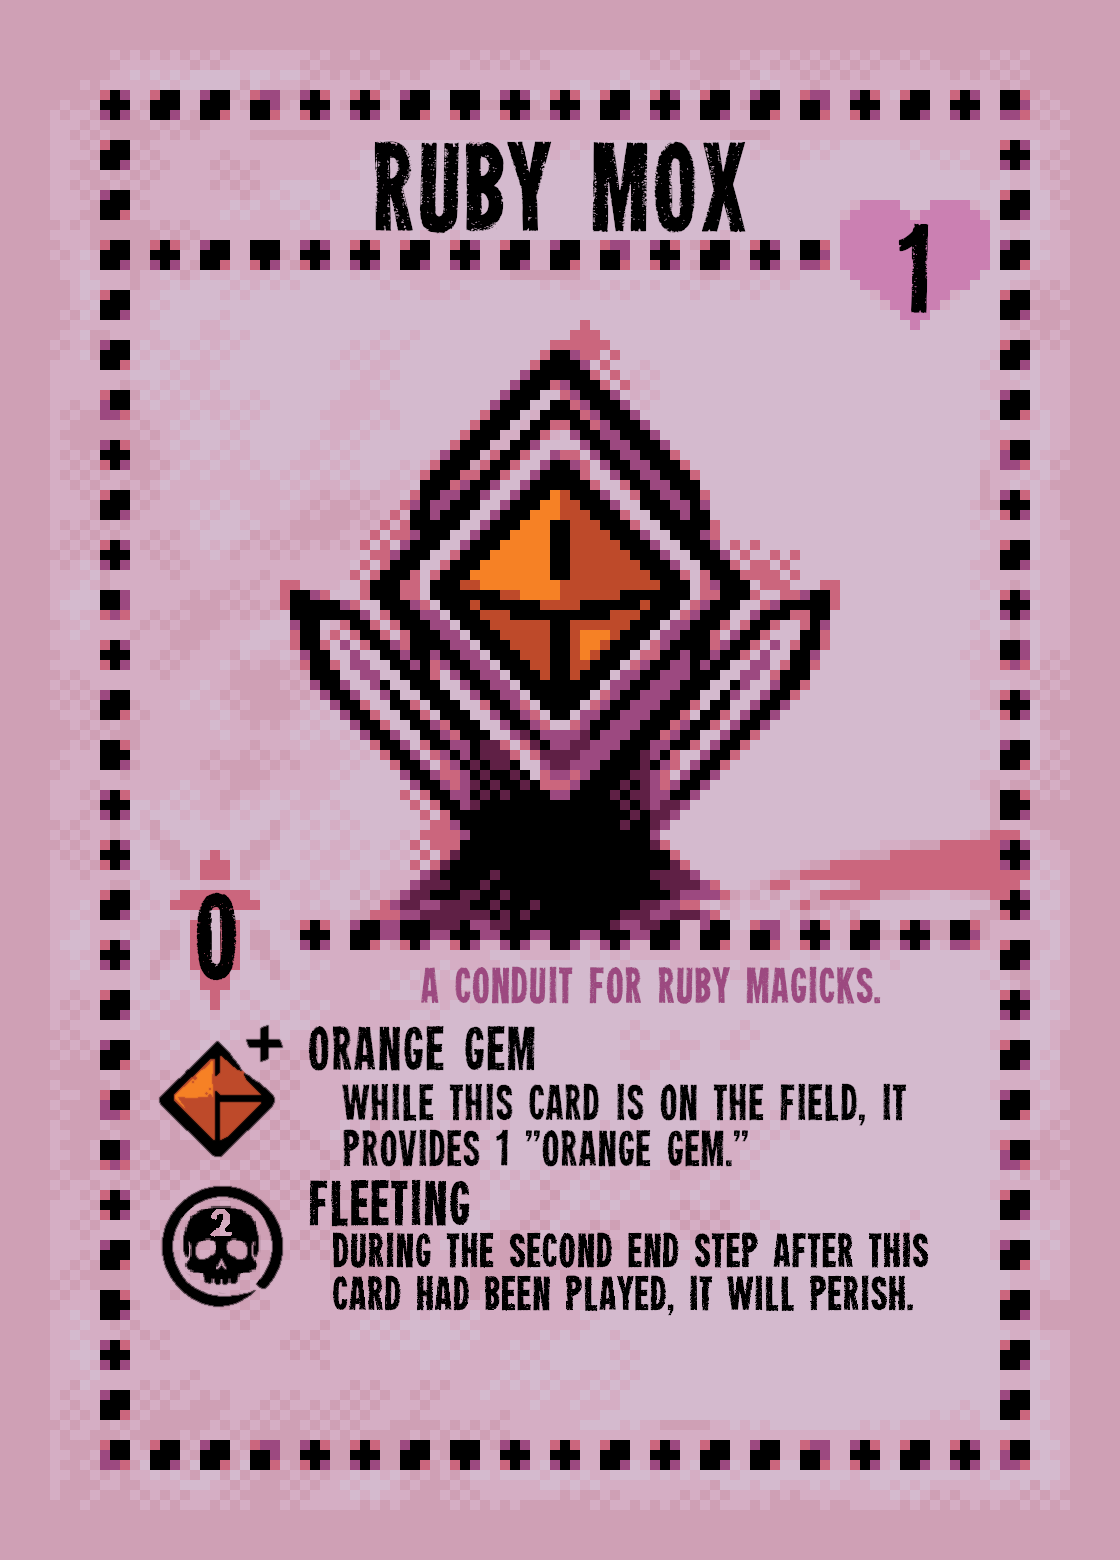 RUBY MOX
1
0
A CONDUIT FOR RUBY MAGICKS.
ORANGE GEM
WHILE THIS CARD IS ON THE FIELD, IT
PROVIDES 1 ”ORANGE GEM.”
2
FLEETING
DURING THE SECOND END STEP AFTER THIS
CARD HAD BEEN PLAYED, IT WILL PERISH.